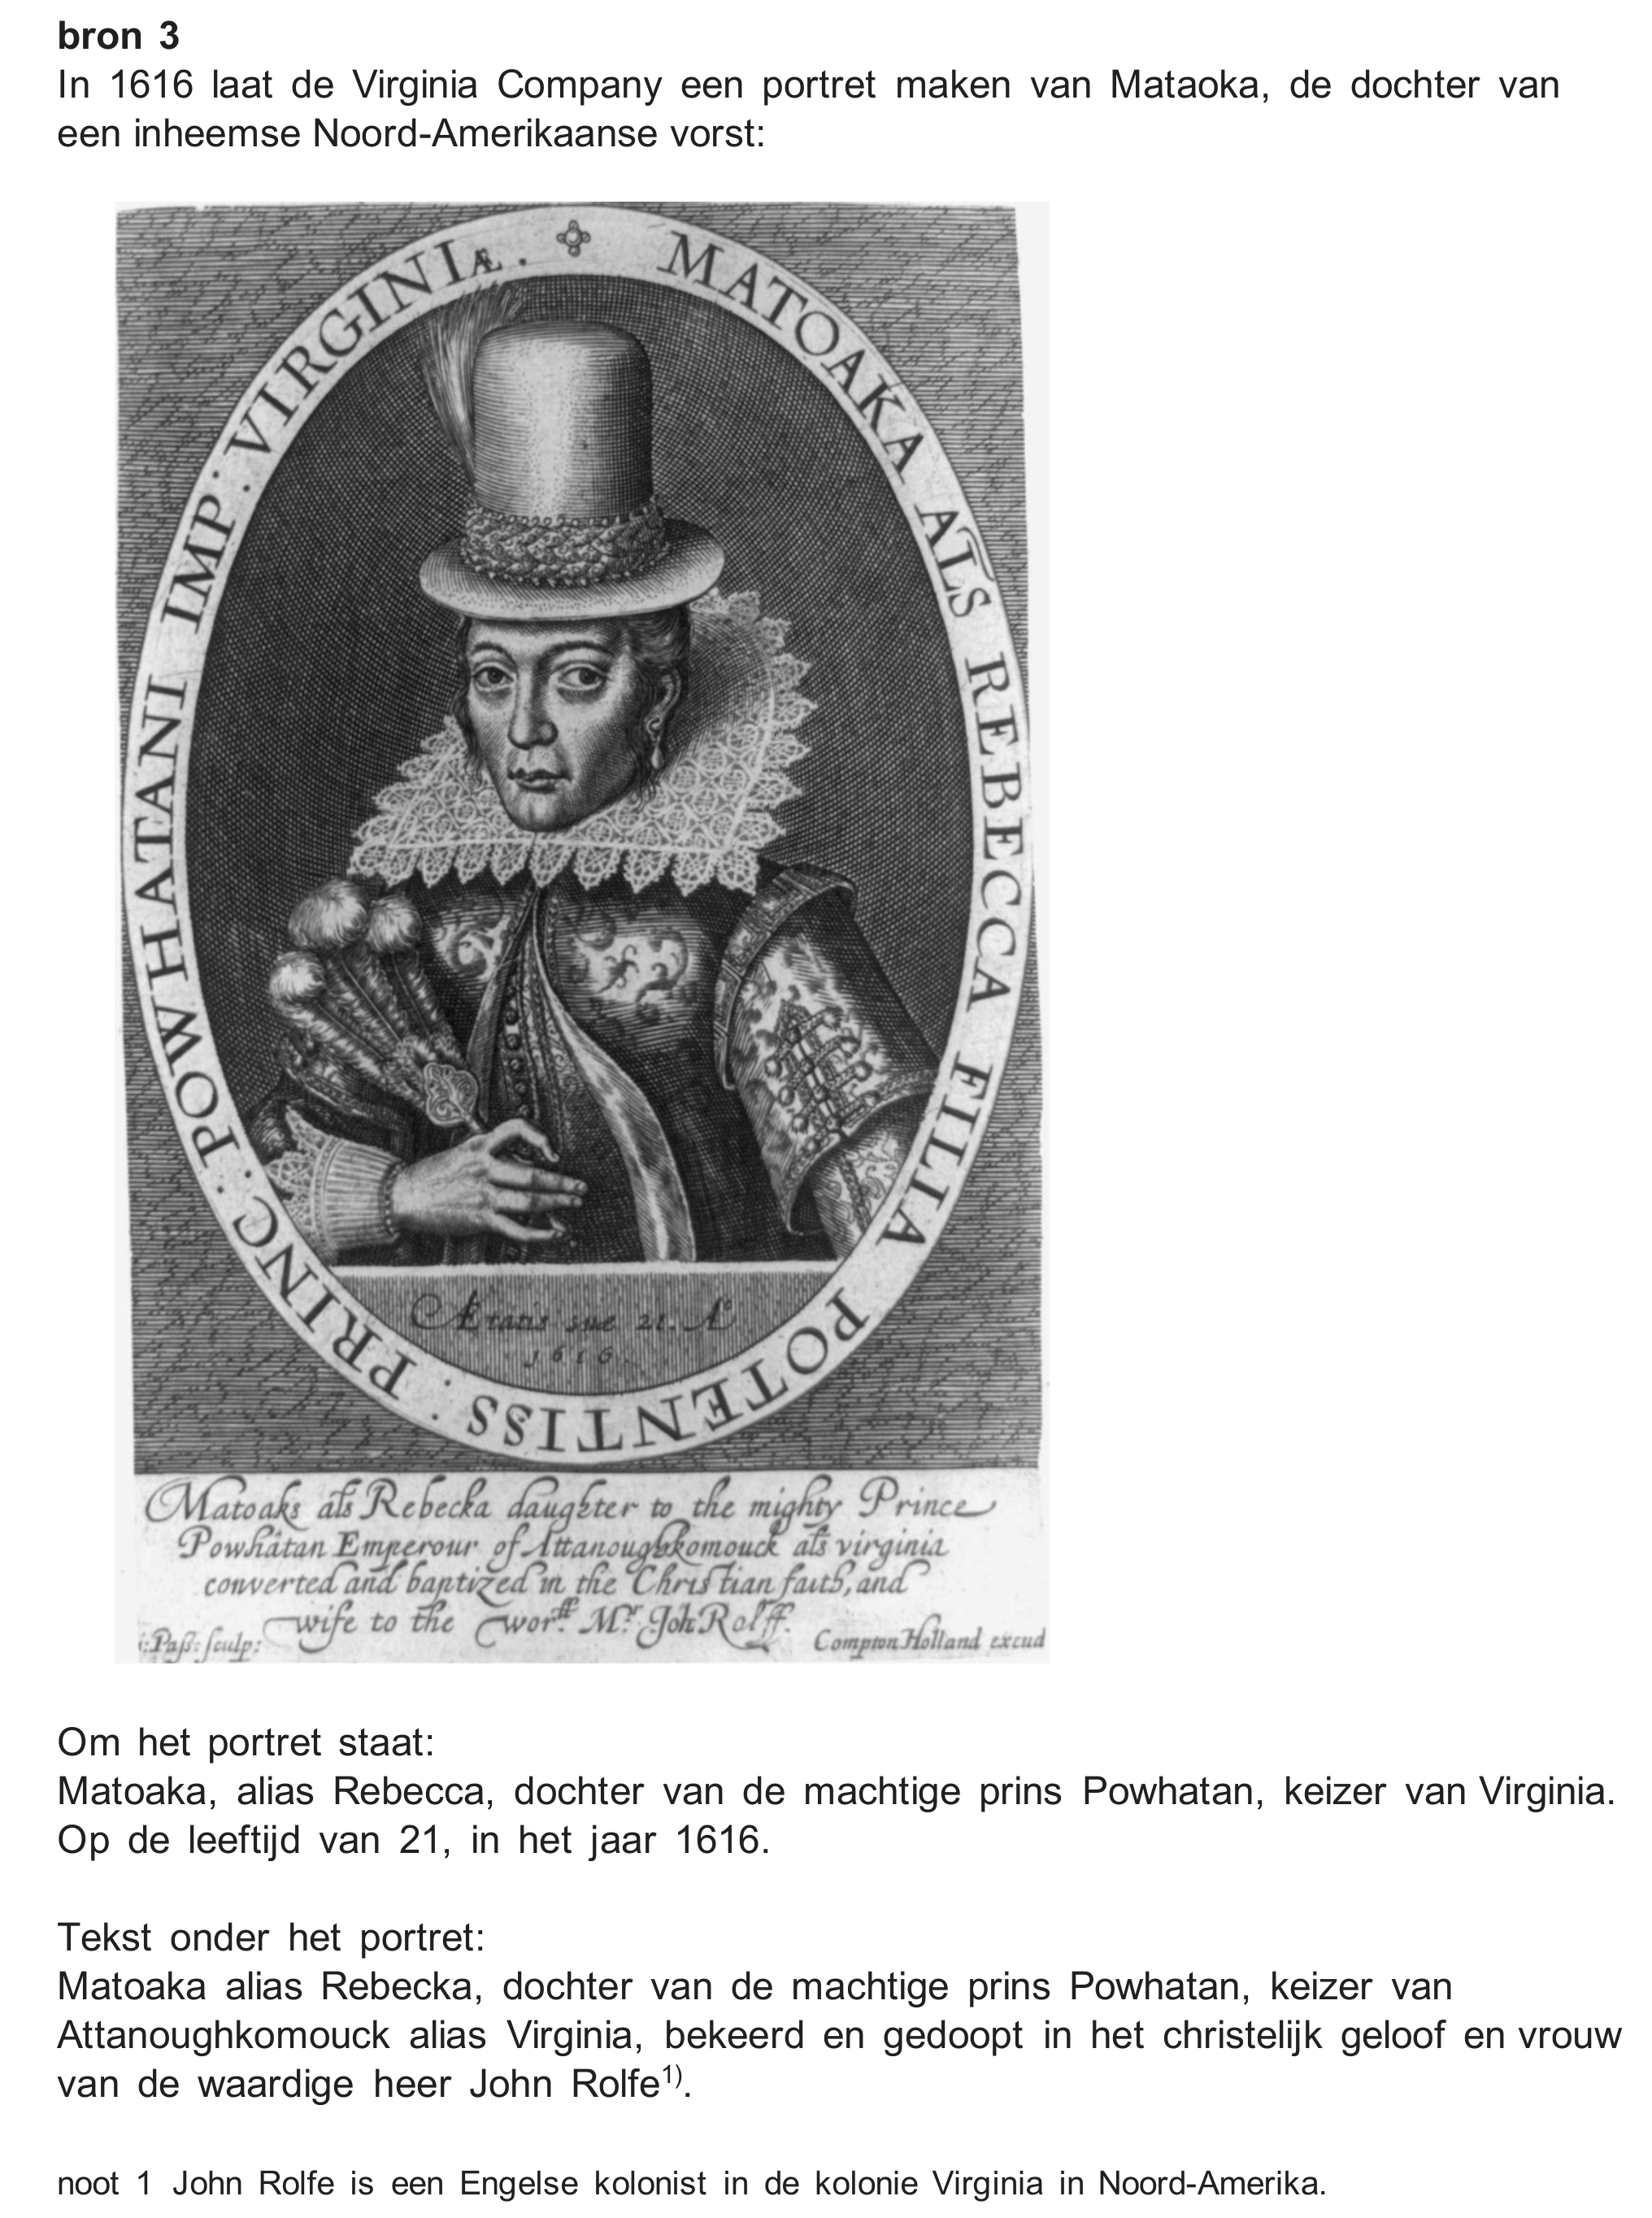 bron 3
In 1616 laat de Virginia Company een portret maken van Mataoka, de dochter van
een inheemse Noord-Amerikaanse vorst:
MATOAKA ALS REBECCA FILIA POTENTISS : PRINC : POWHATANI IMP : VIRGINIÆ .
Ætatis suæ 21. Aº
1616.
Matoaks als Rebecka daughter to the mighty Prince
Powhâtan Emperour of Attanoughkomouck als virginia
converted and baptized in the Christian faith, and
wife to the worff. Mr. Joh Rolff.
i: Paß: sculp:
Compton Holland excud
Om het portret staat:
Matoaka, alias Rebecca, dochter van de machtige prins Powhatan, keizer van Virginia.
Op de leeftijd van 21, in het jaar 1616.
Tekst onder het portret:
Matoaka alias Rebecka, dochter van de machtige prins Powhatan, keizer van
Attanoughkomouck alias Virginia, bekeerd en gedoopt in het christelijk geloof en vrouw
van de waardige heer John Rolfe1).
noot 1 John Rolfe is een Engelse kolonist in de kolonie Virginia in Noord-Amerika.